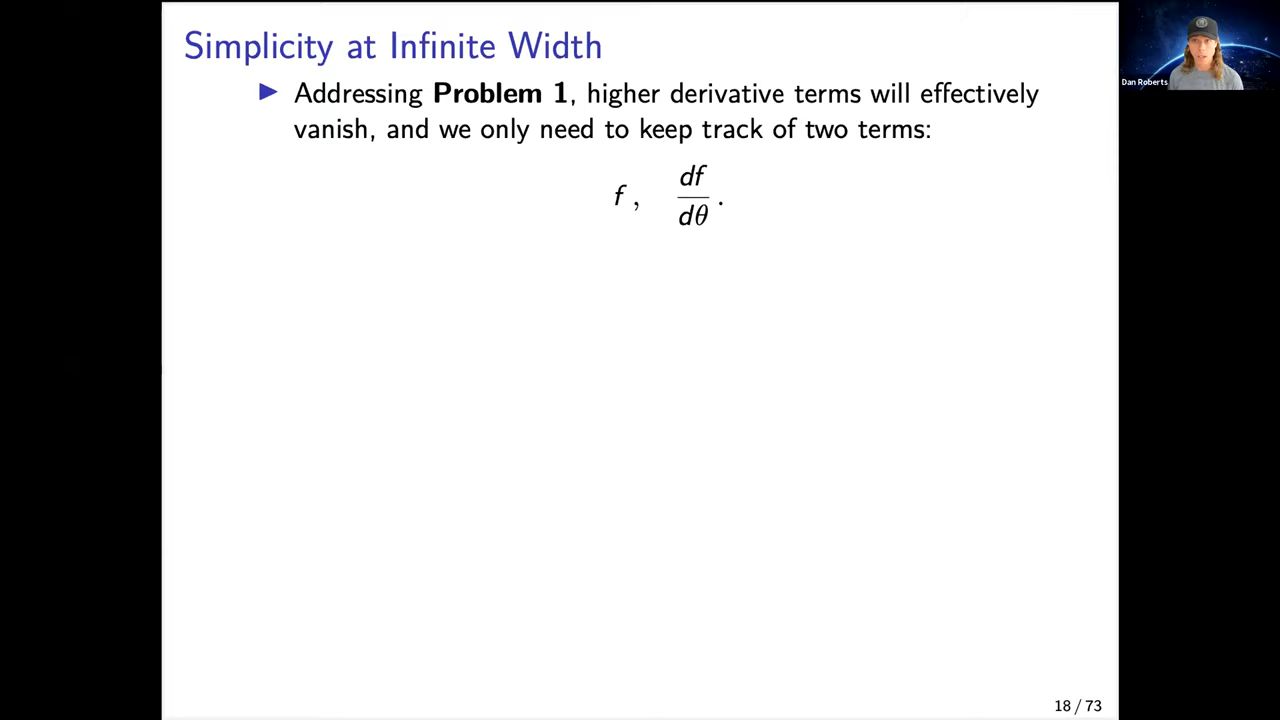 Simplicity at Infinite Width
▶ Addressing Problem 1, higher derivative terms will effectively
vanish, and we only need to keep track of two terms:
f , df/dθ .
18 / 73
Dan Roberts